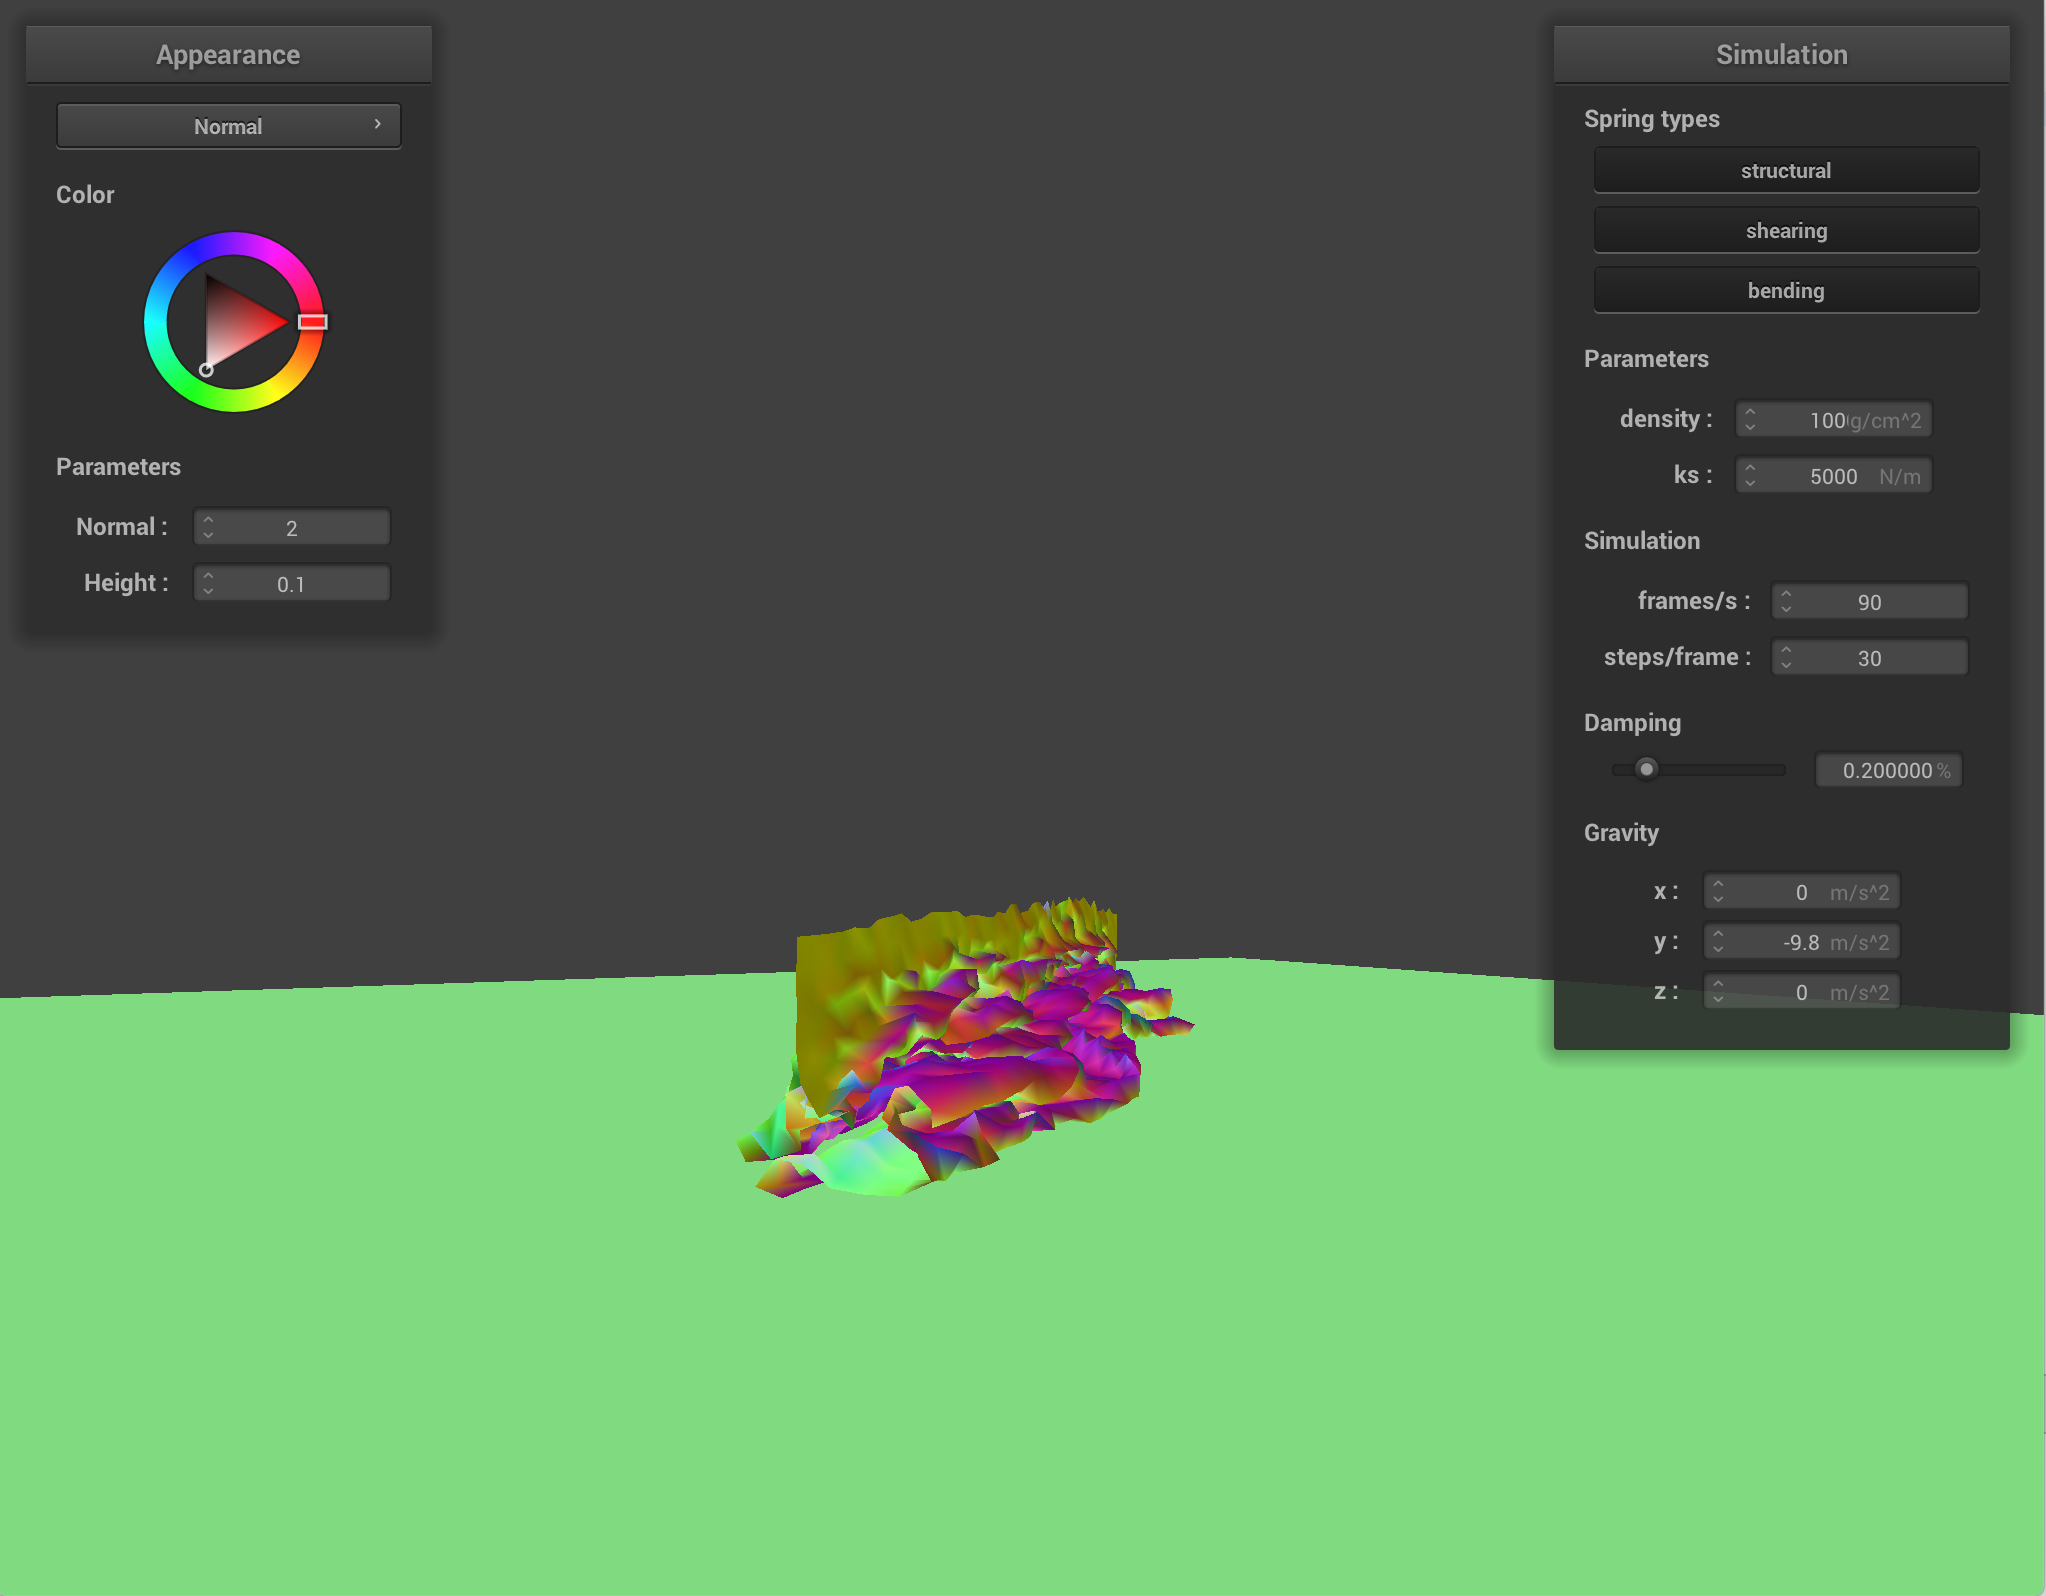 Appearance
Normal
Color
Parameters
Normal :
2
Height :
0.1
Simulation
Spring types
structural
shearing
bending
Parameters
density :
100 g/cm^2
ks :
5000 N/m
Simulation
frames/s :
90
steps/frame :
30
Damping
0.200000 %
Gravity
x :
0 m/s^2
y :
-9.8 m/s^2
z :
0 m/s^2